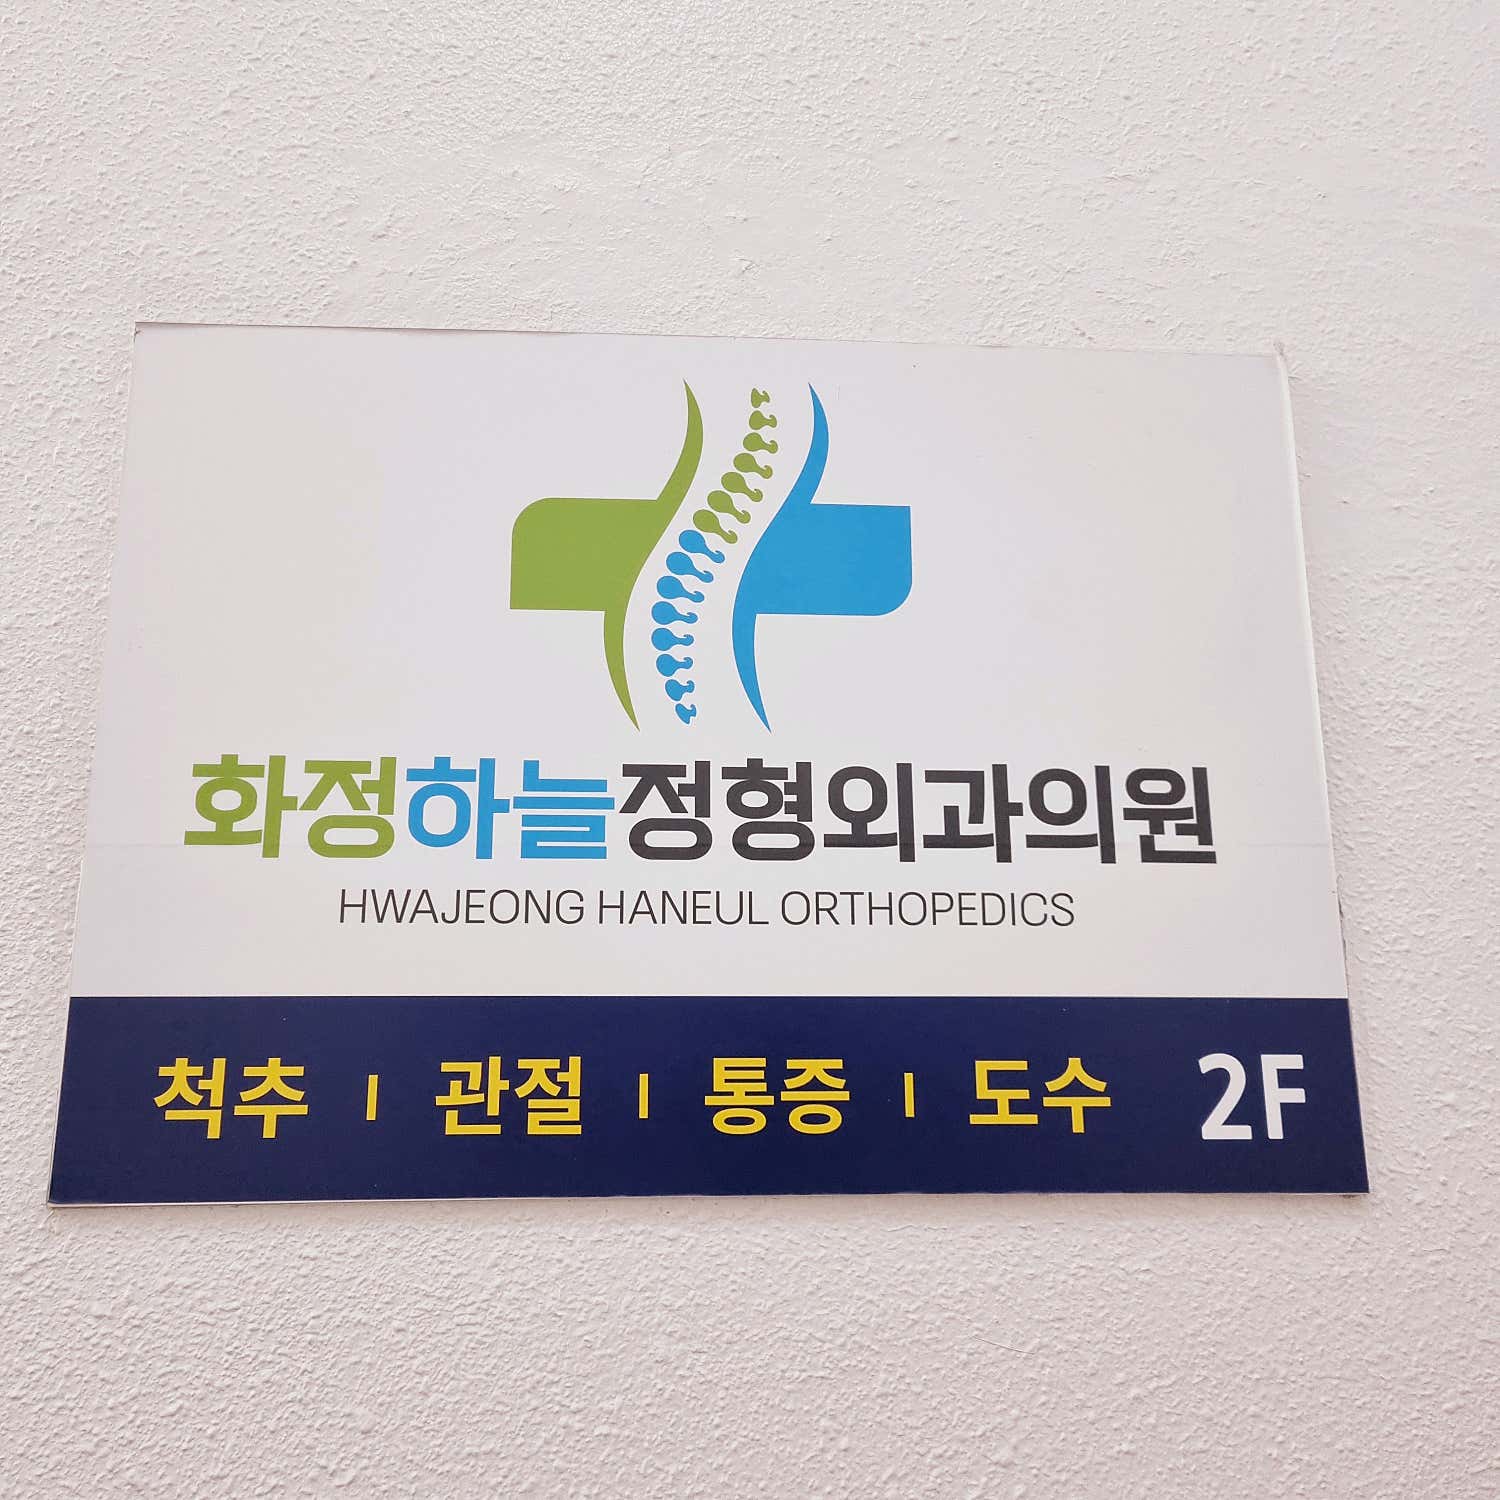 화정하늘정형외과의원
HWAJEONG HANEUL ORTHOPEDICS
척추 | 관절 | 통증 | 도수 2F